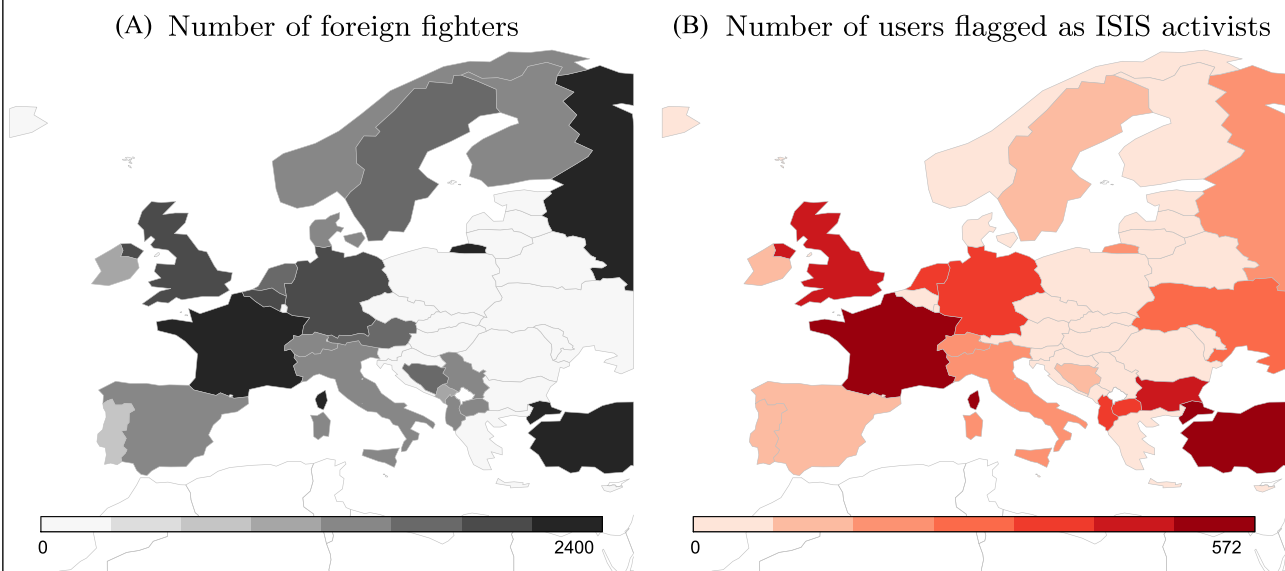 (A) Number of foreign fighters
(B) Number of users flagged as ISIS activists
0 2400
0 572